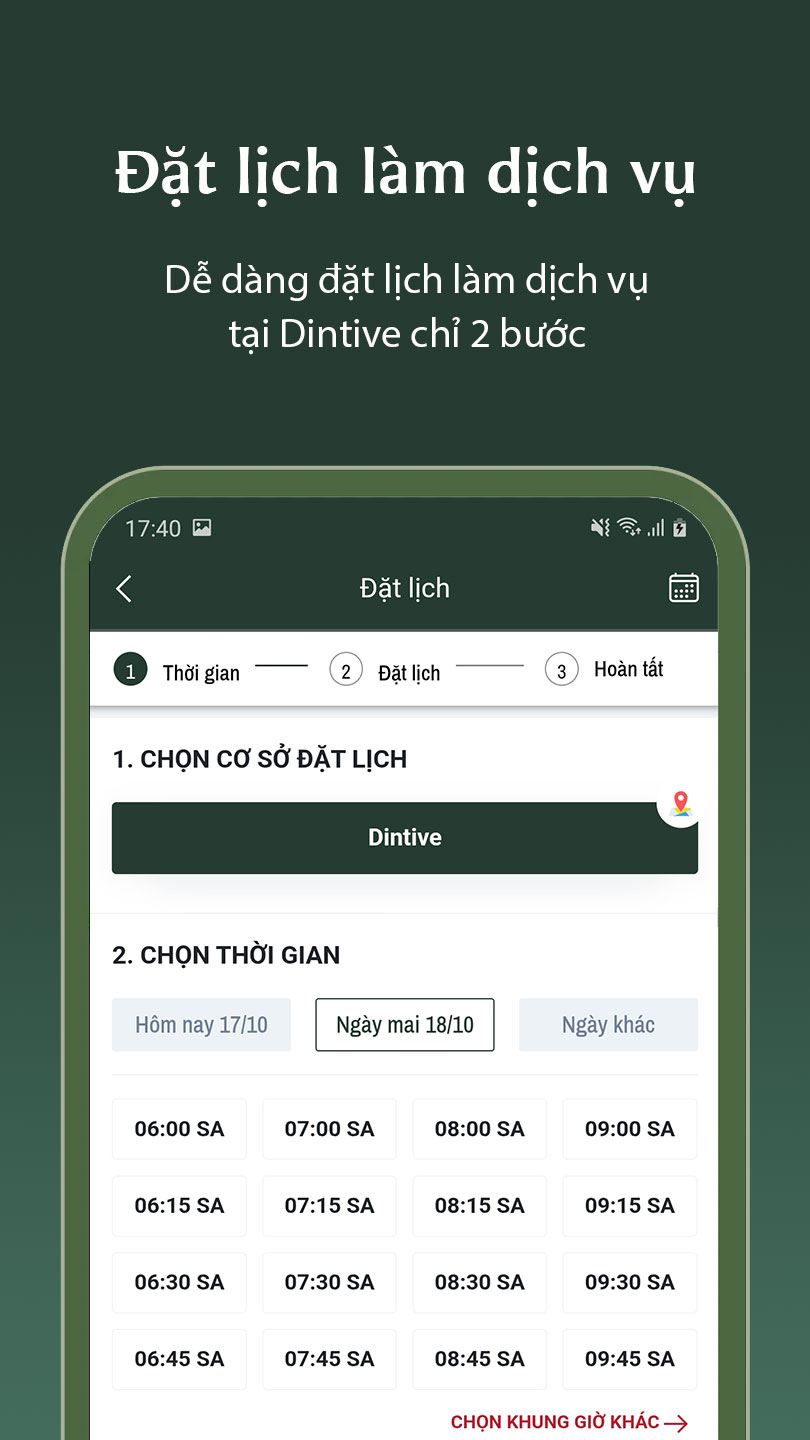 Đặt lịch làm dịch vụ
Dễ dàng đặt lịch làm dịch vụ
tại Dintive chỉ 2 bước
17:40
Đặt lịch
1 Thời gian 2 Đặt lịch 3 Hoàn tất
1. CHỌN CƠ SỞ ĐẶT LỊCH
Dintive
2. CHỌN THỜI GIAN
Hôm nay 17/10 Ngày mai 18/10 Ngày khác
06:00 SA 07:00 SA 08:00 SA 09:00 SA
06:15 SA 07:15 SA 08:15 SA 09:15 SA
06:30 SA 07:30 SA 08:30 SA 09:30 SA
06:45 SA 07:45 SA 08:45 SA 09:45 SA
CHỌN KHUNG GIỜ KHÁC